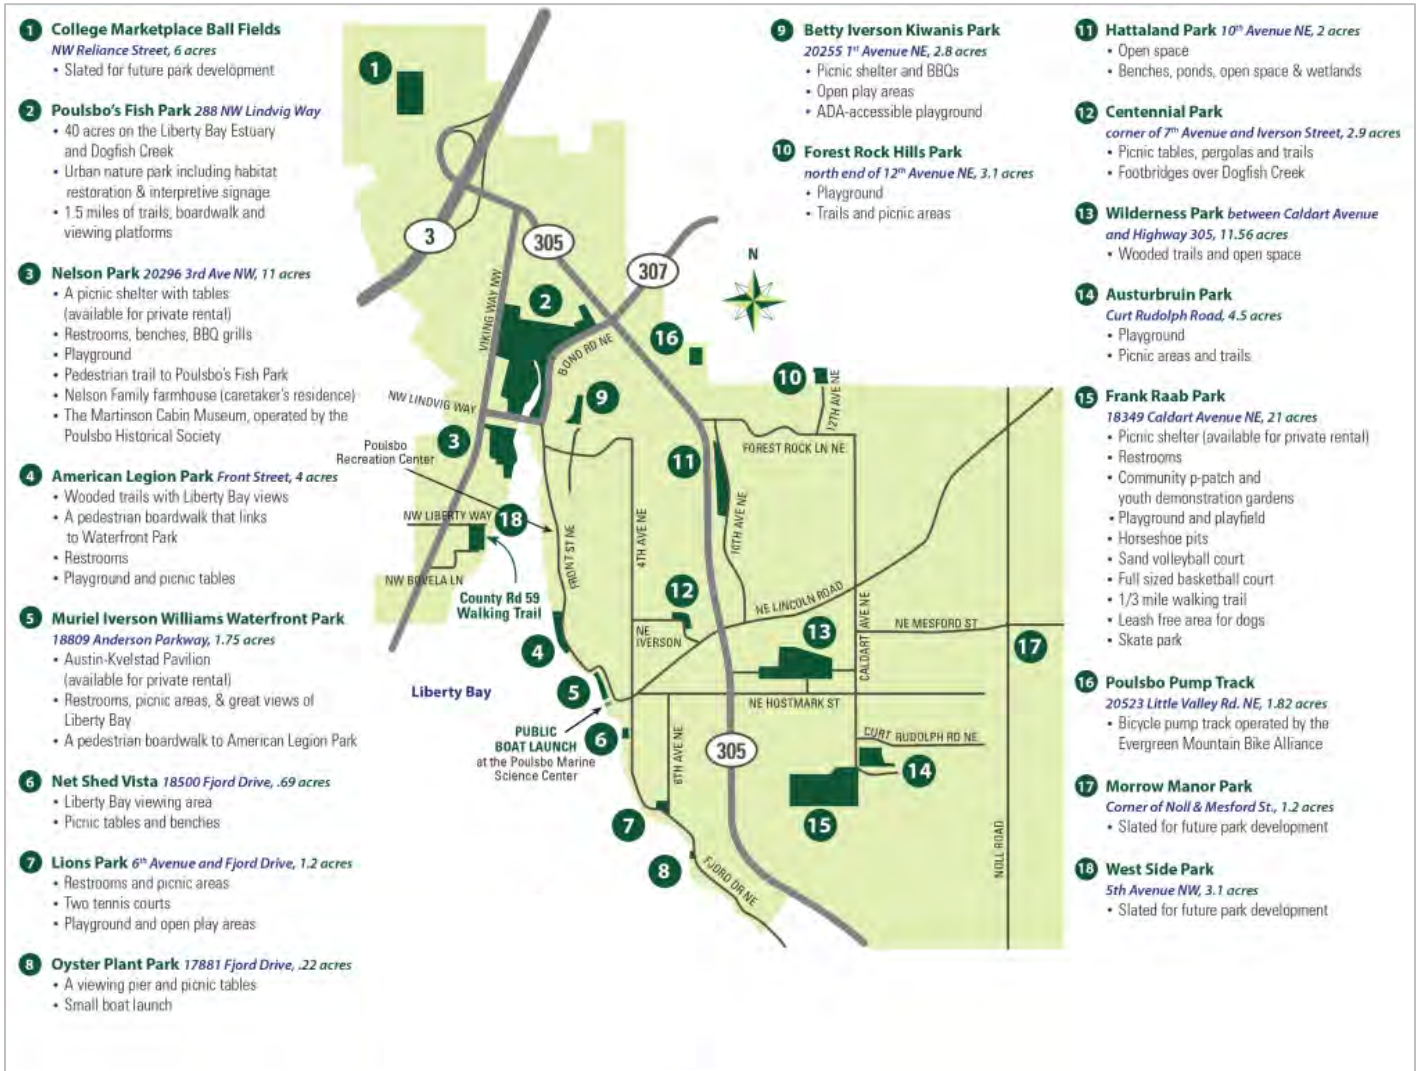 1 College Marketplace Ball Fields
NW Reliance Street, 6 acres
• Slated for future park development
2 Poulsbo's Fish Park 288 NW Lindvig Way
• 40 acres on the Liberty Bay Estuary
and Dogfish Creek
• Urban nature park including habitat
restoration & interpretive signage
• 1.5 miles of trails, boardwalk and
viewing platforms
3 Nelson Park 20296 3rd Ave NW, 11 acres
• A picnic shelter with tables
(available for private rental)
• Restrooms, benches, BBQ grills
• Playground
• Pedestrian trail to Poulsbo's Fish Park
• Nelson Family farmhouse (caretaker's residence)
• The Martinson Cabin Museum, operated by the
Poulsbo Historical Society
4 American Legion Park Front Street, 4 acres
• Wooded trails with Liberty Bay views
• A pedestrian boardwalk that links
to Waterfront Park
• Restrooms
• Playground and picnic tables
5 Muriel Iverson Williams Waterfront Park
18809 Anderson Parkway, 1.75 acres
• Austin-Kvelstad Pavilion
(available for private rental)
• Restrooms, picnic areas, & great views of
Liberty Bay
• A pedestrian boardwalk to American Legion Park
6 Net Shed Vista 18500 Fjord Drive, .69 acres
• Liberty Bay viewing area
• Picnic tables and benches
7 Lions Park 6th Avenue and Fjord Drive, 1.2 acres
• Restrooms and picnic areas
• Two tennis courts
• Playground and open play areas
8 Oyster Plant Park 17881 Fjord Drive, .22 acres
• A viewing pier and picnic tables
• Small boat launch
9 Betty Iverson Kiwanis Park
20255 1st Avenue NE, 2.8 acres
• Picnic shelter and BBQs
• Open play areas
• ADA-accessible playground
10 Forest Rock Hills Park
north end of 12th Avenue NE, 3.1 acres
• Playground
• Trails and picnic areas
11 Hattaland Park 10th Avenue NE, 2 acres
• Open space
• Benches, ponds, open space & wetlands
12 Centennial Park
corner of 7th Avenue and Iverson Street, 2.9 acres
• Picnic tables, pergolas and trails
• Footbridges over Dogfish Creek
13 Wilderness Park between Caldart Avenue
and Highway 305, 11.56 acres
• Wooded trails and open space
14 Austurbruin Park
Curt Rudolph Road, 4.5 acres
• Playground
• Picnic areas and trails
15 Frank Raab Park
18349 Caldart Avenue NE, 21 acres
• Picnic shelter (available for private rental)
• Restrooms
• Community p-patch and
youth demonstration gardens
• Playground and playfield
• Horseshoe pits
• Sand volleyball court
• Full sized basketball court
• 1/3 mile walking trail
• Leash free area for dogs
• Skate park
16 Poulsbo Pump Track
20523 Little Valley Rd. NE, 1.82 acres
• Bicycle pump track operated by the
Evergreen Mountain Bike Alliance
17 Morrow Manor Park
Corner of Noll & Mesford St., 1.2 acres
• Slated for future park development
18 West Side Park
5th Avenue NW, 3.1 acres
• Slated for future park development
1
3
305
307
N
VIKING WAY NW
2
BOND RD NE
16
10
12TH AVE NE
9
NW LINDVIG WAY
3
Poulsbo
Recreation Center
FOREST ROCK LN NE
11
10TH AVE NE
NW LIBERTY WAY
18
4TH AVE NE
FRONT ST NE
NW BOVELA LN
County Rd 59
Walking Trail
12
NE
IVERSON
NE LINCOLN ROAD
CALDART AVE NE
NE MESFORD ST
13
17
4
5
Liberty Bay
NE HOSTMARK ST
PUBLIC
BOAT LAUNCH
at the Poulsbo Marine
Science Center
6
6TH AVE NE
305
CURT RUDOLPH RD NE
14
15
7
8
FJORD DR NE
NOLL ROAD